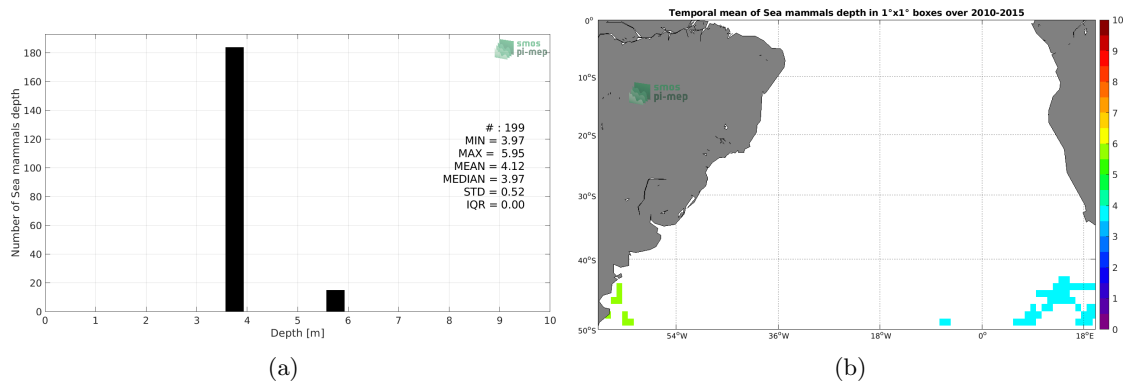 smos
pi-mep
Number of Sea mammals depth
180
160
140
120
100
80
60
40
20
0
# : 199
MIN = 3.97
MAX = 5.95
MEAN = 4.12
MEDIAN = 3.97
STD = 0.52
IQR = 0.00
0 1 2 3 4 5 6 7 8 9 10
Depth [m]
(a)
Temporal mean of Sea mammals depth in 1°x1° boxes over 2010-2015
0°
10°S
20°S
30°S
40°S
50°S
smos
pi-mep
54°W 36°W 18°W 0° 18°E
10
9
8
7
6
5
4
3
2
1
0
(b)